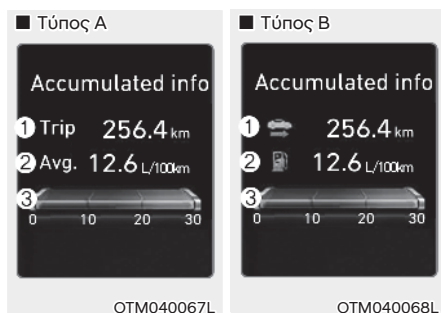 ■ Τύπος A
Accumulated info
1 Trip 256.4 km
2 Avg. 12.6 L/100km
3
0 10 20 30
OTM040067L
■ Τύπος B
Accumulated info
1 256.4 km
2 12.6 L/100km
3
0 10 20 30
OTM040068L